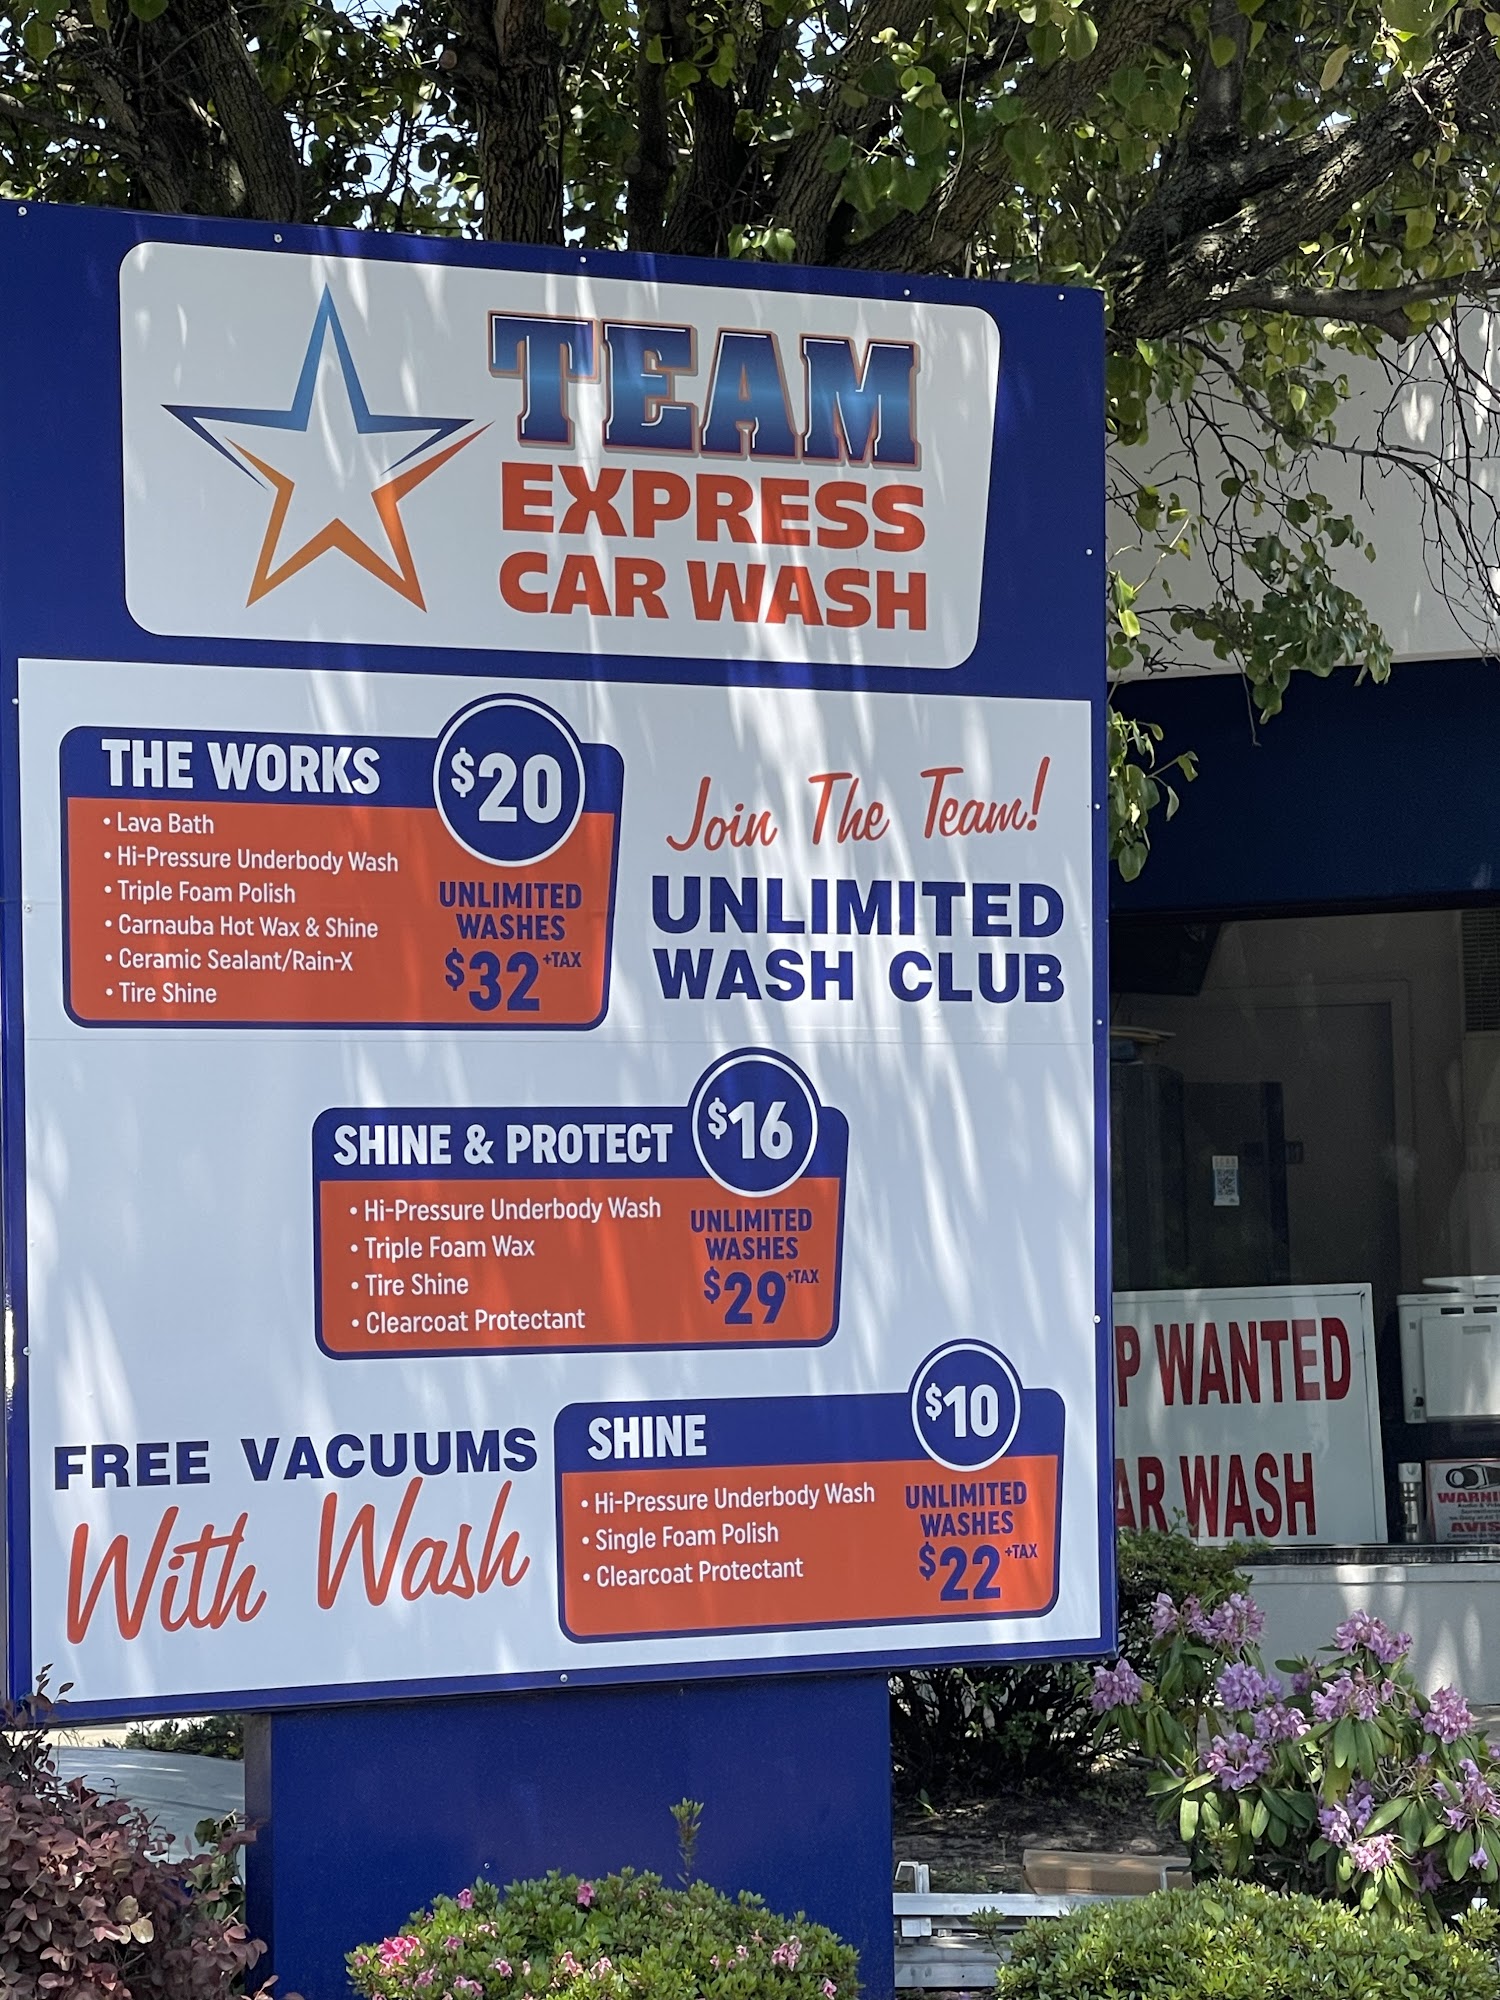 TEAM
EXPRESS
CAR WASH
THE WORKS
$20
• Lava Bath
• Hi-Pressure Underbody Wash
• Triple Foam Polish
• Carnauba Hot Wax & Shine
• Ceramic Sealant/Rain-X
• Tire Shine
UNLIMITED
WASHES
$32 +TAX
Join The Team!
UNLIMITED
WASH CLUB
SHINE & PROTECT
$16
• Hi-Pressure Underbody Wash
• Triple Foam Wax
• Tire Shine
• Clearcoat Protectant
UNLIMITED
WASHES
$29 +TAX
FREE VACUUMS
With Wash
SHINE
$10
• Hi-Pressure Underbody Wash
• Single Foam Polish
• Clearcoat Protectant
UNLIMITED
WASHES
$22 +TAX
P WANTED
AR WASH
WARNI
AVIS